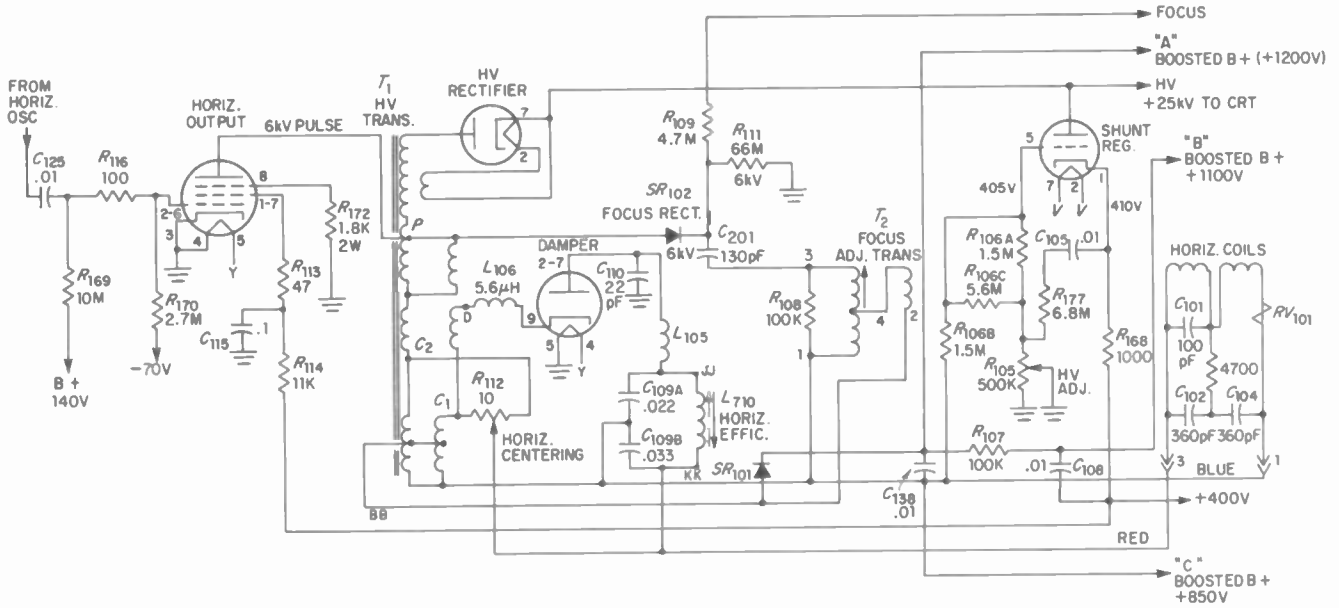 FOCUS
"A"
BOOSTED B+ (+1200V)
HV
+25kV TO CRT
"B"
BOOSTED B+
+1100V
FROM
HORIZ.
OSC
HORIZ.
OUTPUT
6kV PULSE
T1
HV
TRANS.
HV
RECTIFIER
7
2
R109
4.7M
R111
66M
6kV
5
SHUNT
REG.
7
2
1
405V
410V
C125
.01
R116
100
8
1-7
2-6
3
4
5
Y
R172
1.8K
2W
P
SR102
FOCUS RECT.
6kV
C201
130pF
T2
FOCUS
ADJ. TRANS
3
4
2
1
R108
100K
R106A
1.5M
C105
.01
R106C
5.6M
R177
6.8M
R106B
1.5M
R105
500K
HV
ADJ.
R168
1000
HORIZ. COILS
C101
100
pF
RV101
4700
C102
360pF
C104
360pF
R169
10M
B+
140V
R170
2.7M
-70V
R113
47
C115
.1
R114
11K
DAMPER
2-7
L106
5.6μH
D
9
5
4
Y
C110
22
pF
L105
C2
C1
R112
10
HORIZ.
CENTERING
JJ
C109A
.022
C109B
.033
L710
HORIZ.
EFFIC.
KK
SR101
R107
100K
.01
C108
C138
.01
3
BLUE
1
+400V
BB
RED
"C"
BOOSTED B+
+850V